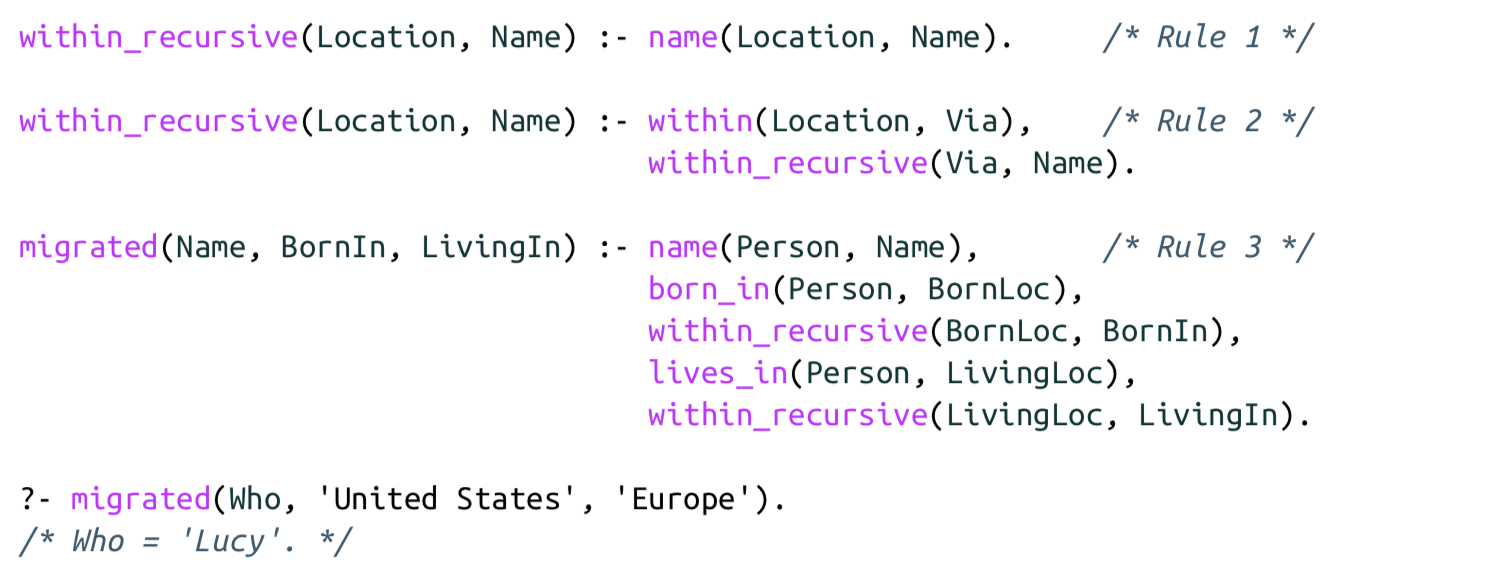 within_recursive(Location, Name) :- name(Location, Name).     /* Rule 1 */
within_recursive(Location, Name) :- within(Location, Via),    /* Rule 2 */
                                    within_recursive(Via, Name).
migrated(Name, BornIn, LivingIn) :- name(Person, Name),       /* Rule 3 */
                                    born_in(Person, BornLoc),
                                    within_recursive(BornLoc, BornIn),
                                    lives_in(Person, LivingLoc),
                                    within_recursive(LivingLoc, LivingIn).
?- migrated(Who, 'United States', 'Europe').
/* Who = 'Lucy'. */